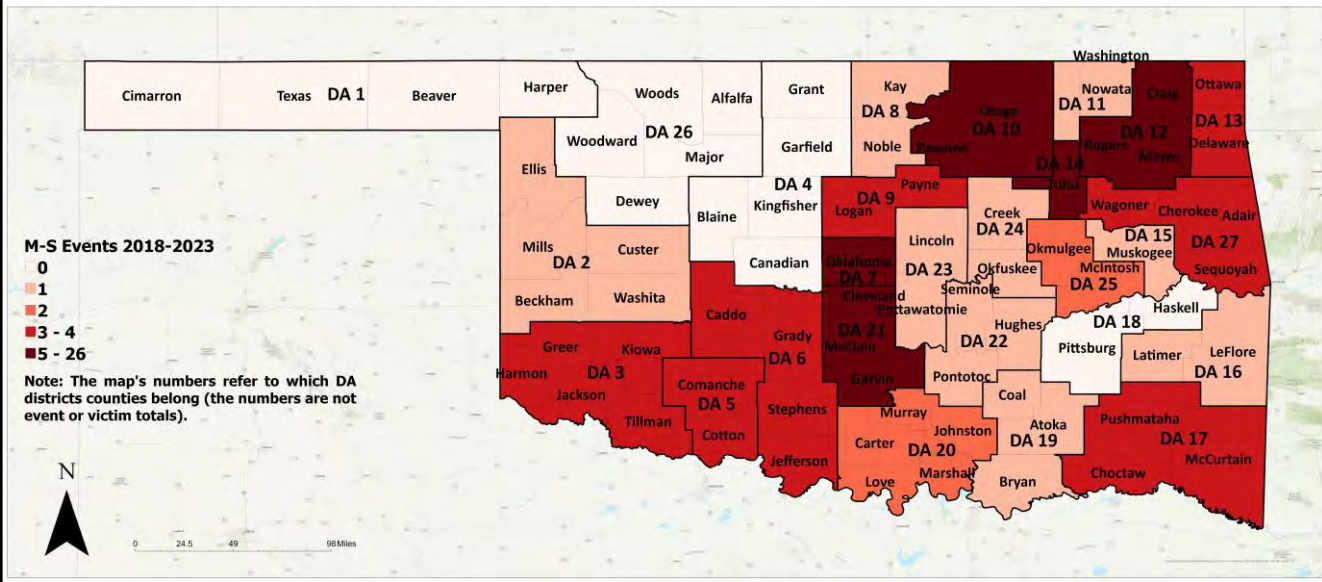 Washington
Cimarron
Texas
DA 1
Beaver
Harper
Woods
Alfalfa
Grant
Kay
Osage
Nowata
Craig
Ottawa
Woodward
DA 26
Major
Garfield
DA 8
Noble
DA 10
Pawnee
DA 11
DA 12
Rogers
Mayes
DA 13
Delaware
DA 14
Tulsa
Ellis
Dewey
Blaine
DA 4
Kingfisher
DA 9
Payne
Logan
Creek
DA 24
Wagoner
Cherokee
Adair
M-S Events 2018-2023
0
1
2
3 - 4
5 - 26
Note: The map's numbers refer to which DA
districts counties belong (the numbers are not
event or victim totals).
Mills
DA 2
Custer
Beckham
Washita
Canadian
Oklahoma
DA 7
Lincoln
DA 23
Okfuskee
Okmulgee
DA 15
Muskogee
McIntosh
DA 25
DA 27
Sequoyah
Cleveland
Pottawatomie
Seminole
DA 21
McClain
Garvin
Hughes
DA 22
Pontotoc
Haskell
DA 18
Pittsburg
Latimer
LeFlore
DA 16
Caddo
Grady
DA 6
Greer
Kiowa
Harmon
DA 3
Jackson
Tillman
Comanche
DA 5
Cotton
Stephens
Jefferson
Murray
Carter
Johnston
DA 20
Love
Marshall
Coal
Atoka
DA 19
Bryan
Pushmataha
DA 17
McCurtain
Choctaw
N
0 24.5 49 98 Miles